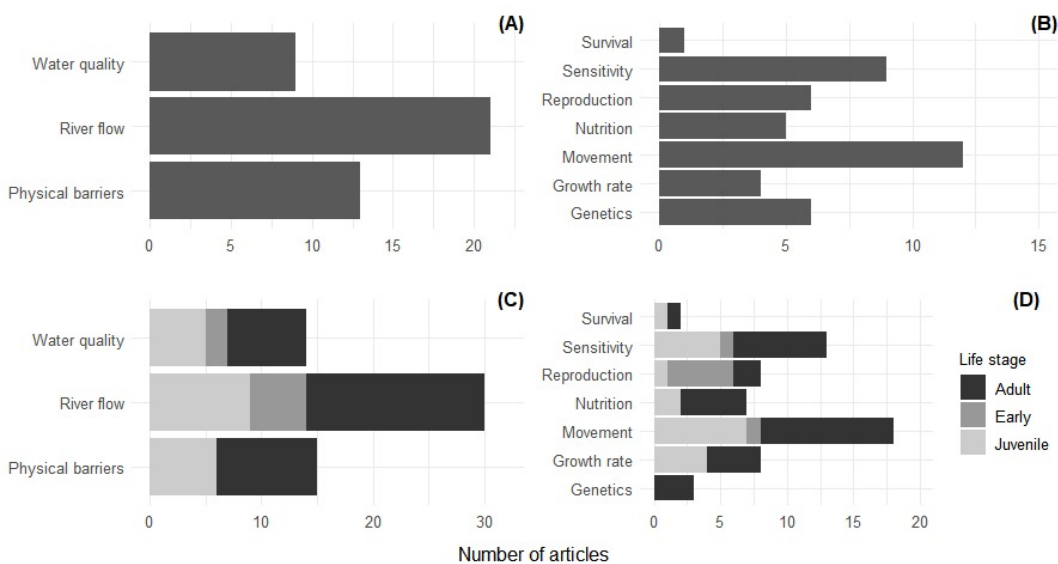 (A)
Water quality
River flow
Physical barriers
0 5 10 15 20
(B)
Survival
Sensitivity
Reproduction
Nutrition
Movement
Growth rate
Genetics
0 5 10 15
(C)
Water quality
River flow
Physical barriers
0 10 20 30
(D)
Survival
Sensitivity
Reproduction
Nutrition
Movement
Growth rate
Genetics
0 5 10 15 20
Life stage
Adult
Early
Juvenile
Number of articles